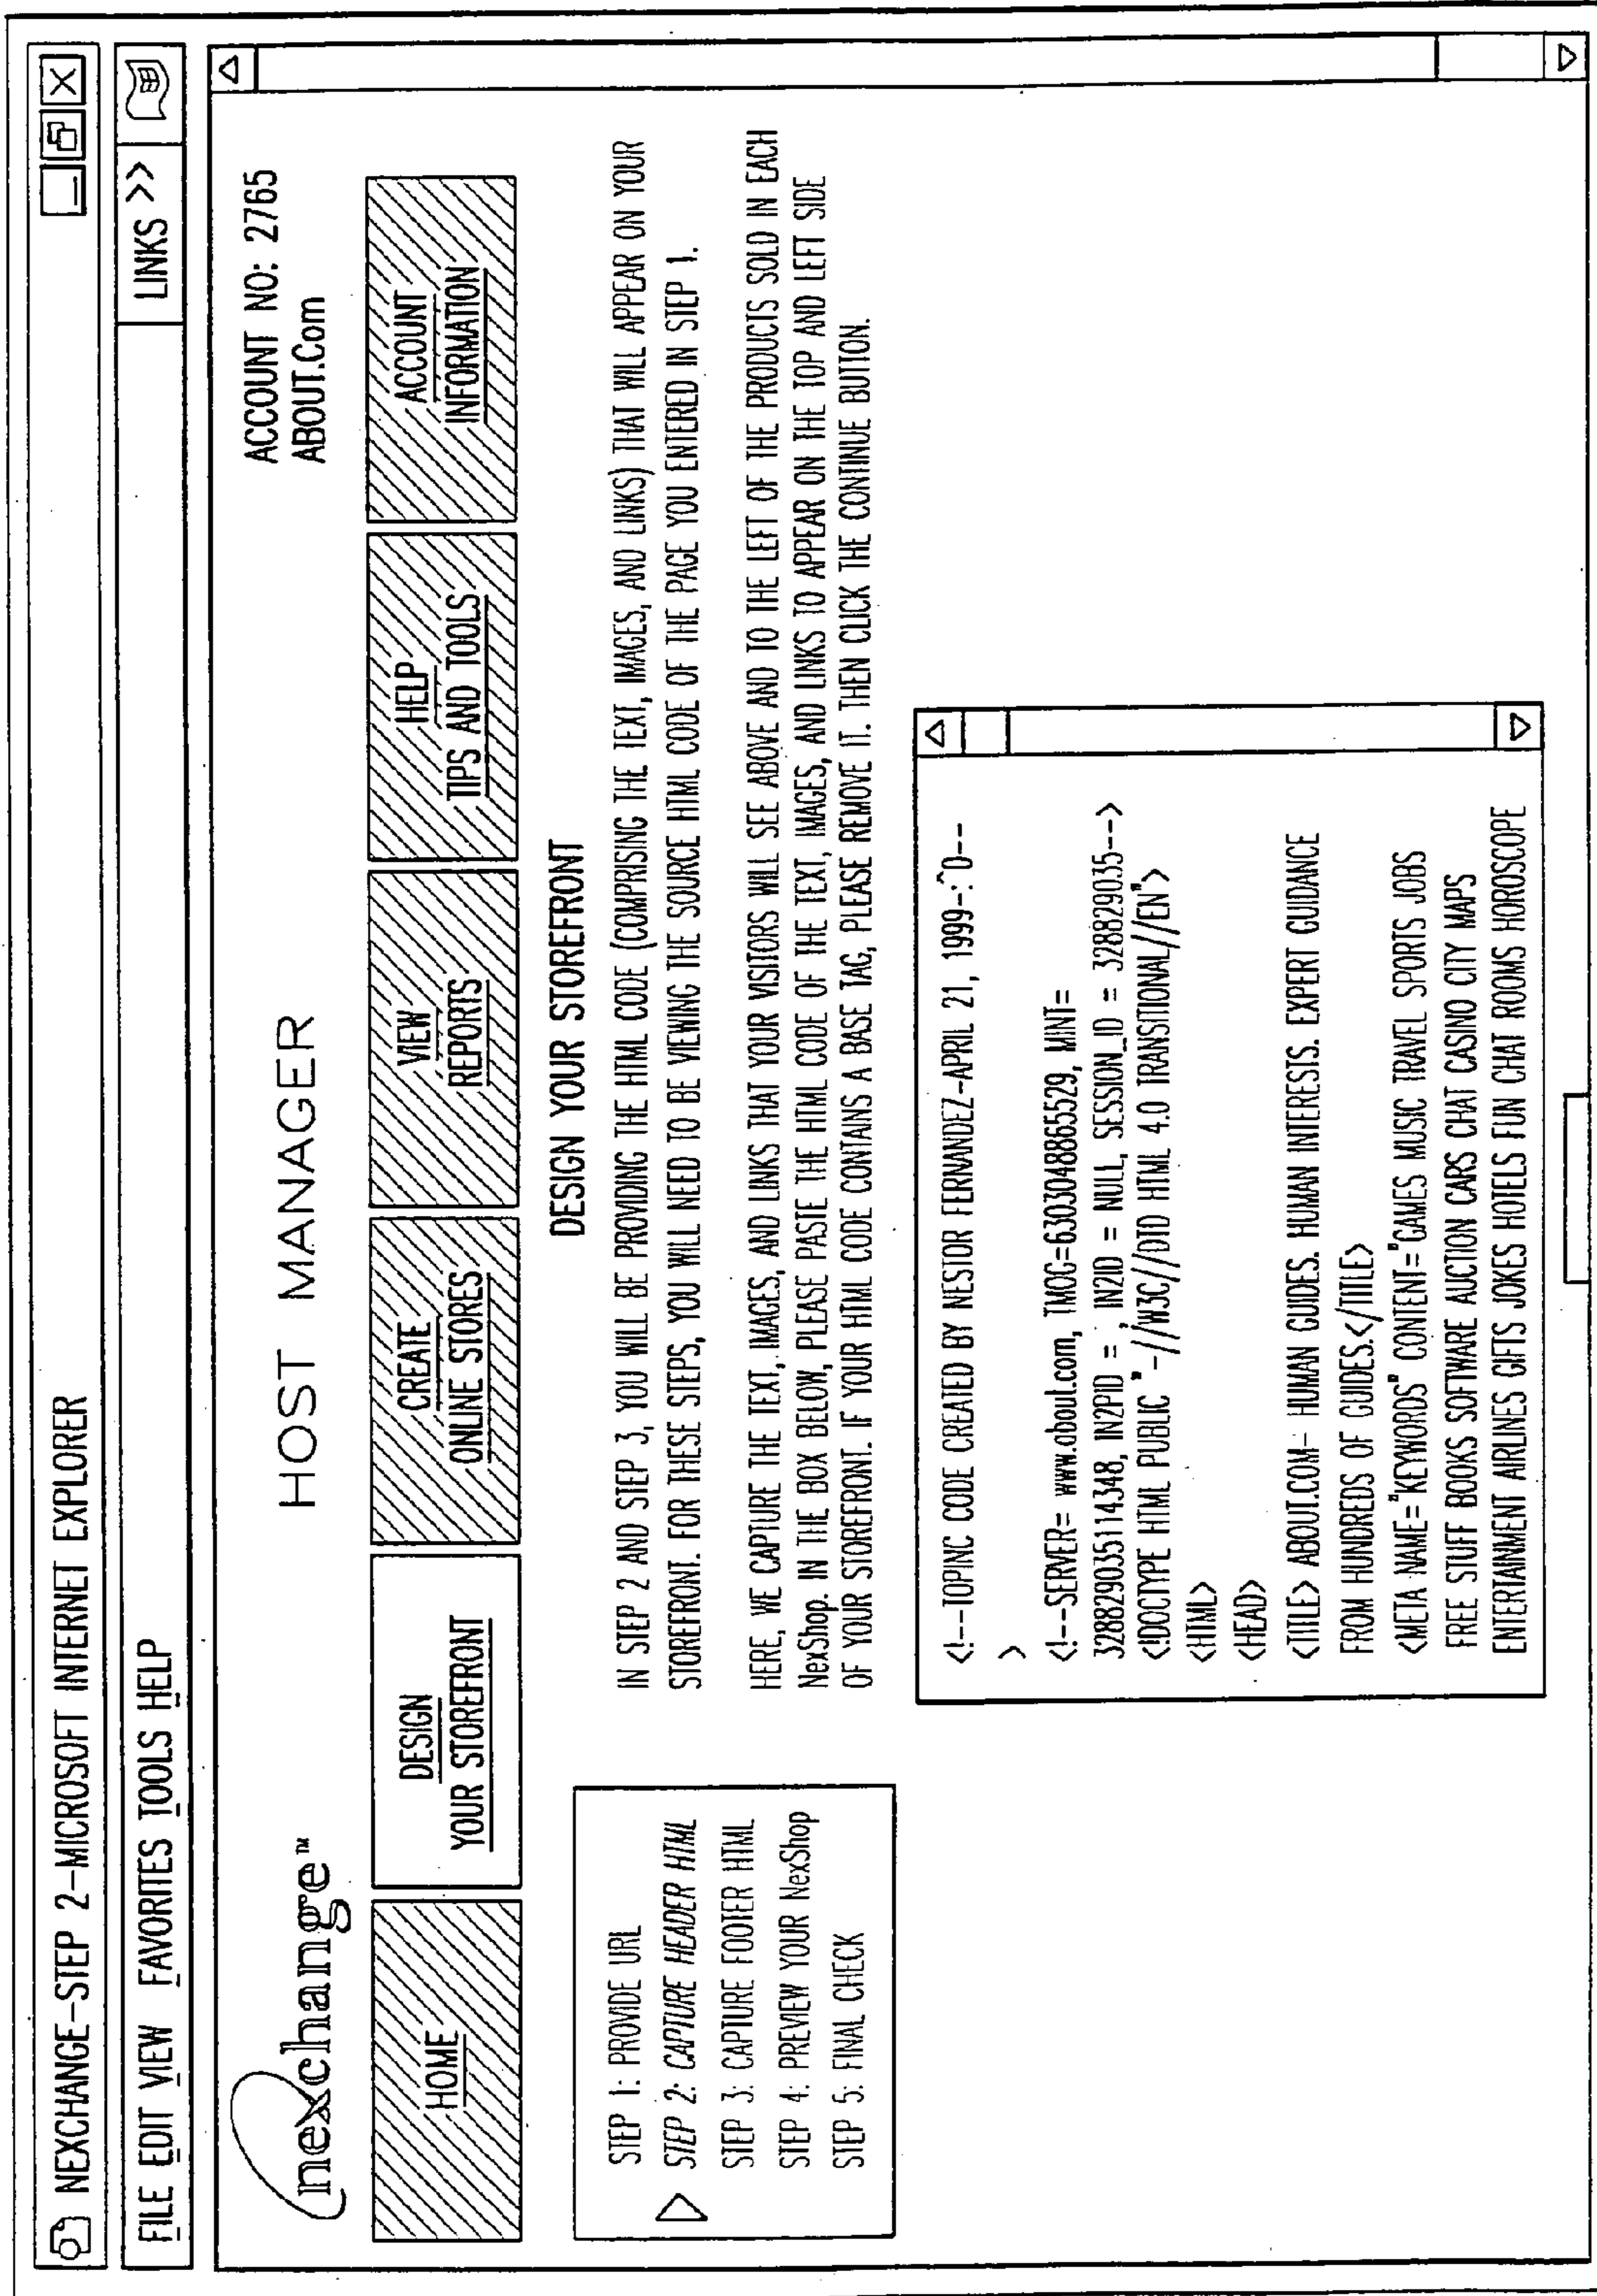 NEXCHANGE-STEP 2-MICROSOFT INTERNET EXPLORER
FILE EDIT VIEW FAVORITES TOOLS HELP
LINKS >>
nexchange™
HOST MANAGER
ACCOUNT NO: 2765
ABOUT.Com
HOME
DESIGN
YOUR STOREFRONT
CREATE
ONLINE STORES
VIEW
REPORTS
HELP
TIPS AND TOOLS
ACCOUNT
INFORMATION
DESIGN YOUR STOREFRONT
STEP 1: PROVIDE URL
STEP 2: CAPTURE HEADER HTML
STEP 3: CAPTURE FOOTER HTML
STEP 4: PREVIEW YOUR NexShop
STEP 5: FINAL CHECK
IN STEP 2 AND STEP 3, YOU WILL BE PROVIDING THE HTML CODE (COMPRISING THE TEXT, IMAGES, AND LINKS) THAT WILL APPEAR ON YOUR
STOREFRONT. FOR THESE STEPS, YOU WILL NEED TO BE VIEWING THE SOURCE HTML CODE OF THE PAGE YOU ENTERED IN STEP 1.
HERE, WE CAPTURE THE TEXT, IMAGES, AND LINKS THAT YOUR VISITORS WILL SEE ABOVE AND TO THE LEFT OF THE PRODUCTS SOLD IN EACH
NexShop. IN THE BOX BELOW, PLEASE PASTE THE HTML CODE OF THE TEXT, IMAGES, AND LINKS TO APPEAR ON THE TOP AND LEFT SIDE
OF YOUR STOREFRONT. IF YOUR HTML CODE CONTAINS A BASE TAG, PLEASE REMOVE IT. THEN CLICK THE CONTINUE BUTTON.
<!--TOPINC CODE CREATED BY NESTOR FERNANDEZ-APRIL 21, 1999-:^0---
>
<!--SERVER= www.about.com, TMOG=6303048865529, MINT=
32882903511434​8, IN2PID = , IN2ID = NULL, SESSION_ID = 328829035-->
<!DOCTYPE HTML PUBLIC "-//W3C//DTD HTML 4.0 TRANSITIONAL//EN">
<HTML>
<HEAD>
<TITLE> ABOUT.COM- HUMAN GUIDES. HUMAN INTERESTS. EXPERT GUIDANCE
FROM HUNDREDS OF GUIDES.</TITLE>
<META NAME="KEYWORDS" CONTENT="GAMES MUSIC TRAVEL SPORTS JOBS
FREE STUFF BOOKS SOFTWARE AUCTION CARS CHAT CASINO CITY MAPS
ENTERTAINMENT AIRLINES GIFTS JOKES HOTELS FUN CHAT ROOMS HOROSCOPE